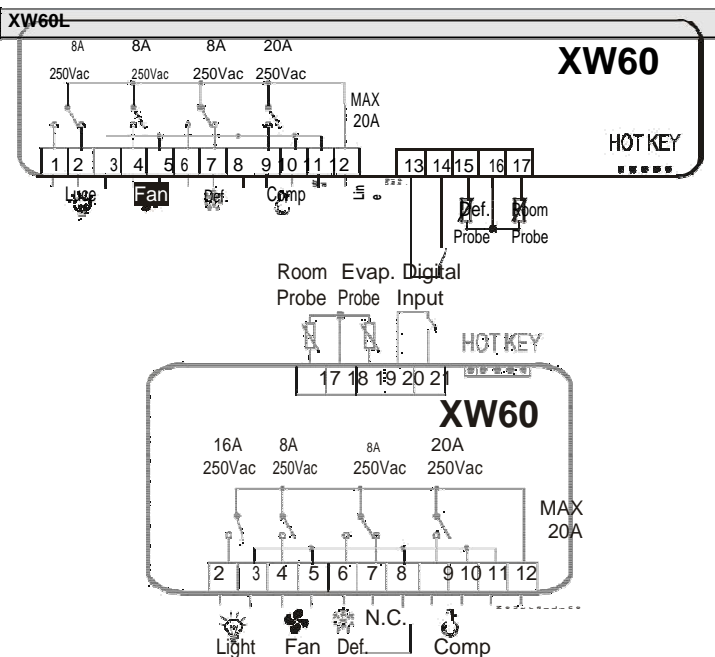 XW60L
8A 8A 8A 20A
XW60
250Vac 250Vac 250Vac 250Vac
MAX
20A
HOT KEY
1 2 3 4 5 6 7 8 9 10 11 12 13 14 15 16 17
Luce Fan Def. Comp Lin e Def. Room
Probe Probe
Room Evap. Digital
Probe Probe Input
HOT KEY
17 18 19 20 21
XW60
16A 8A 8A 20A
250Vac 250Vac 250Vac 250Vac
MAX
20A
2 3 4 5 6 7 8 9 10 11 12
N.C.
Light Fan Def. Comp